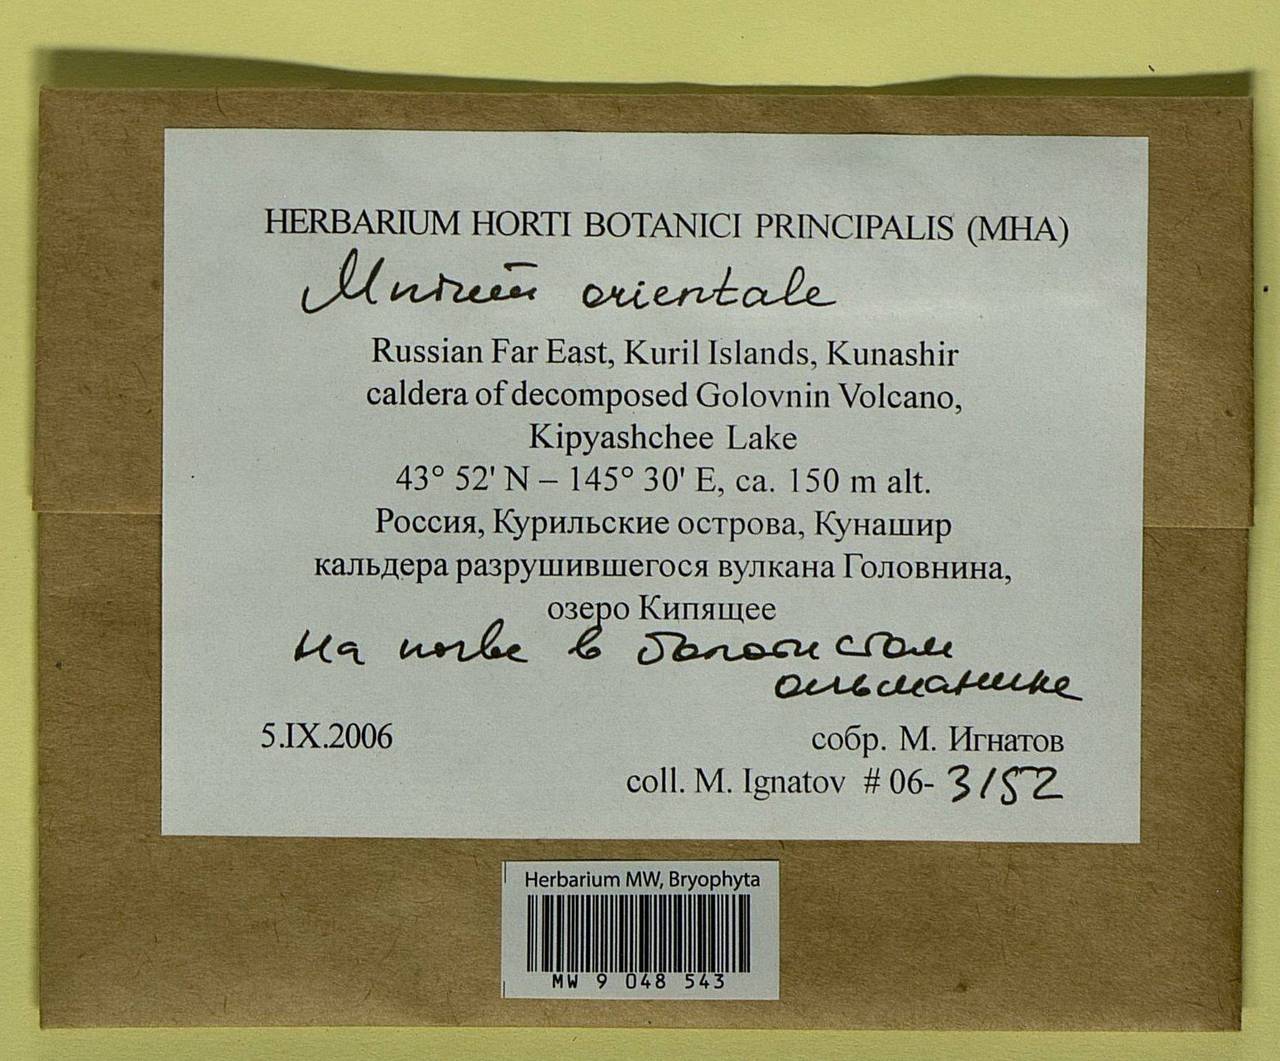 HERBARIUM HORTI BOTANICI PRINCIPALIS (MHA)
Mnium orientale
Russian Far East, Kuril Islands, Kunashir
caldera of decomposed Golovnin Volcano,
Kipyashchee Lake
43° 52' N – 145° 30' E, ca. 150 m alt.
Россия, Курильские острова, Кунашир
кальдера разрушившегося вулкана Головнина,
озеро Кипящее
на почве в болотистом
ольшанике
5.IX.2006
собр. М. Игнатов
coll. M. Ignatov # 06- 3152
Herbarium MW, Bryophyta
MW 9 048 543